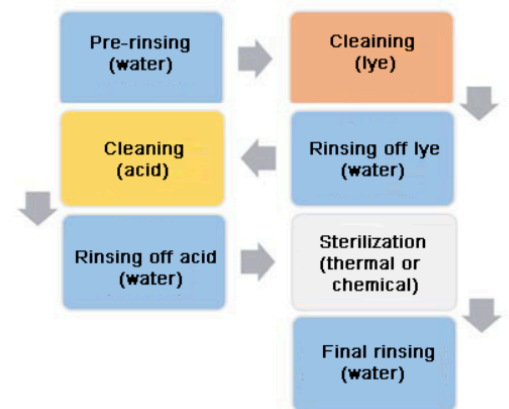 Pre-rinsing
(water)
Cleaining
(lye)
Rinsing off lye
(water)
Cleaning
(acid)
Rinsing off acid
(water)
Sterilization
(thermal or
chemical)
Final rinsing
(water)